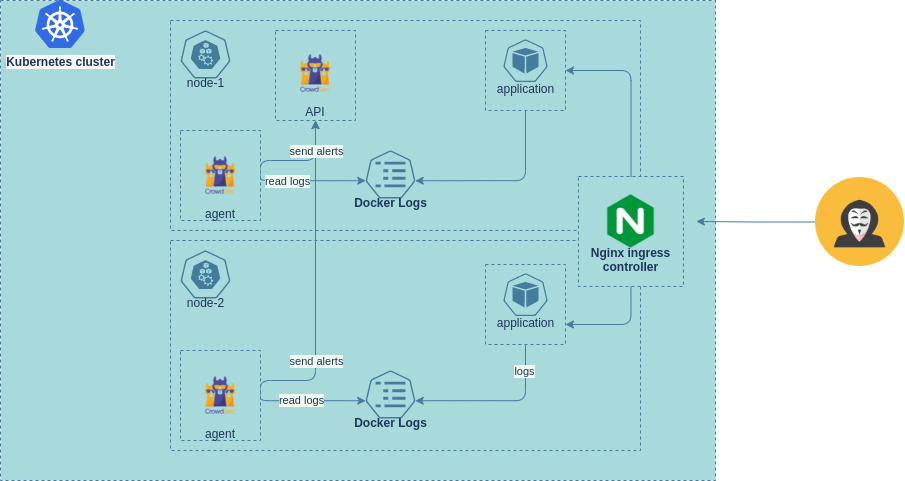 Kubernetes cluster
node-1
CrowdSec
API
application
send alerts
CrowdSec
agent
read logs
Docker Logs
Nginx ingress
controller
node-2
application
send alerts
logs
CrowdSec
agent
read logs
Docker Logs